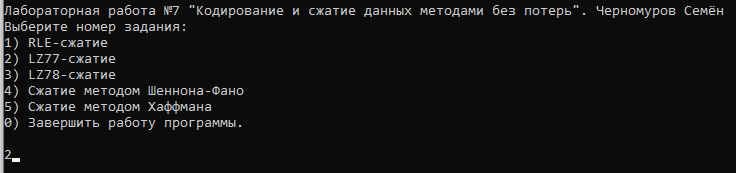 Лабораторная работа №7 "Кодирование и сжатие данных методами без потерь". Черномуров Семён
Выберите номер задания:
1) RLE-сжатие
2) LZ77-сжатие
3) LZ78-сжатие
4) Сжатие методом Шеннона-Фано
5) Сжатие методом Хаффмана
0) Завершить работу программы.
2